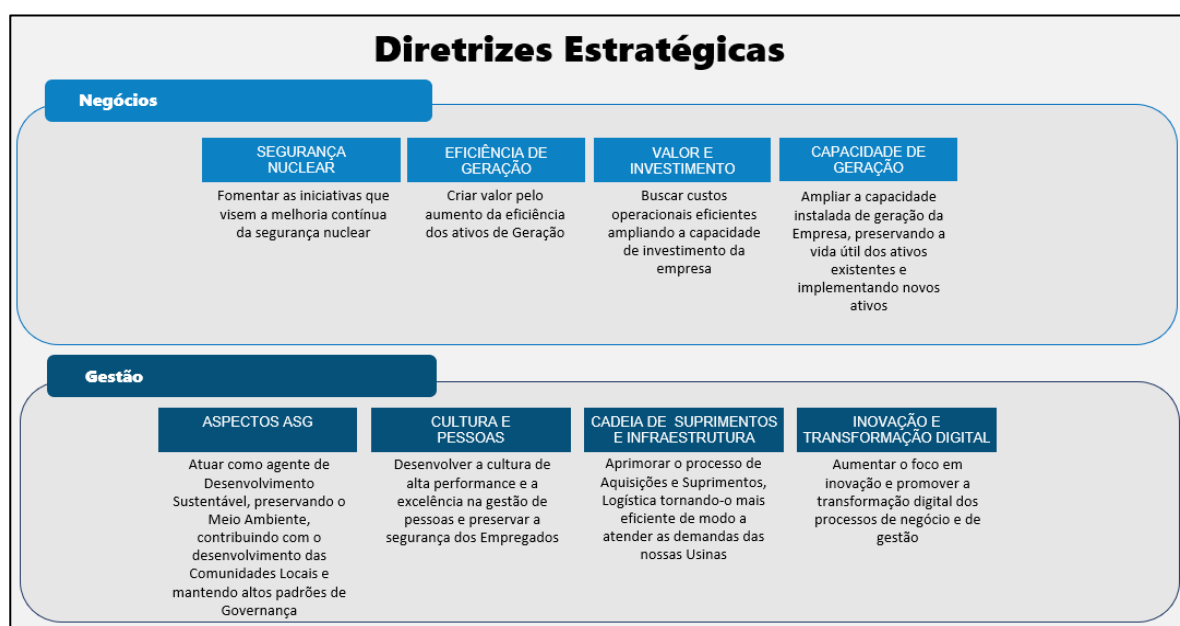 Diretrizes Estratégicas
Negócios
SEGURANÇA
NUCLEAR
Fomentar as iniciativas que
visem a melhoria contínua
da segurança nuclear
EFICIÊNCIA DE
GERAÇÃO
Criar valor pelo
aumento da eficiência
dos ativos de Geração
VALOR E
INVESTIMENTO
Buscar custos
operacionais eficientes
ampliando a capacidade
de investimento da
empresa
CAPACIDADE DE
GERAÇÃO
Ampliar a capacidade
instalada de geração da
Empresa, preservando a
vida útil dos ativos
existentes e
implementando novos
ativos
Gestão
ASPECTOS ASG
Atuar como agente de
Desenvolvimento
Sustentável, preservando o
Meio Ambiente,
contribuindo com o
desenvolvimento das
Comunidades Locais e
mantendo altos padrões de
Governança
CULTURA E
PESSOAS
Desenvolver a cultura de
alta performance e a
excelência na gestão de
pessoas e preservar a
segurança dos Empregados
CADEIA DE SUPRIMENTOS
E INFRAESTRUTURA
Aprimorar o processo de
Aquisições e Suprimentos,
Logística tornando-o mais
eficiente de modo a
atender as demandas das
nossas Usinas
INOVAÇÃO E
TRANSFORMAÇÃO DIGITAL
Aumentar o foco em
inovação e promover a
transformação digital dos
processos de negócio e de
gestão